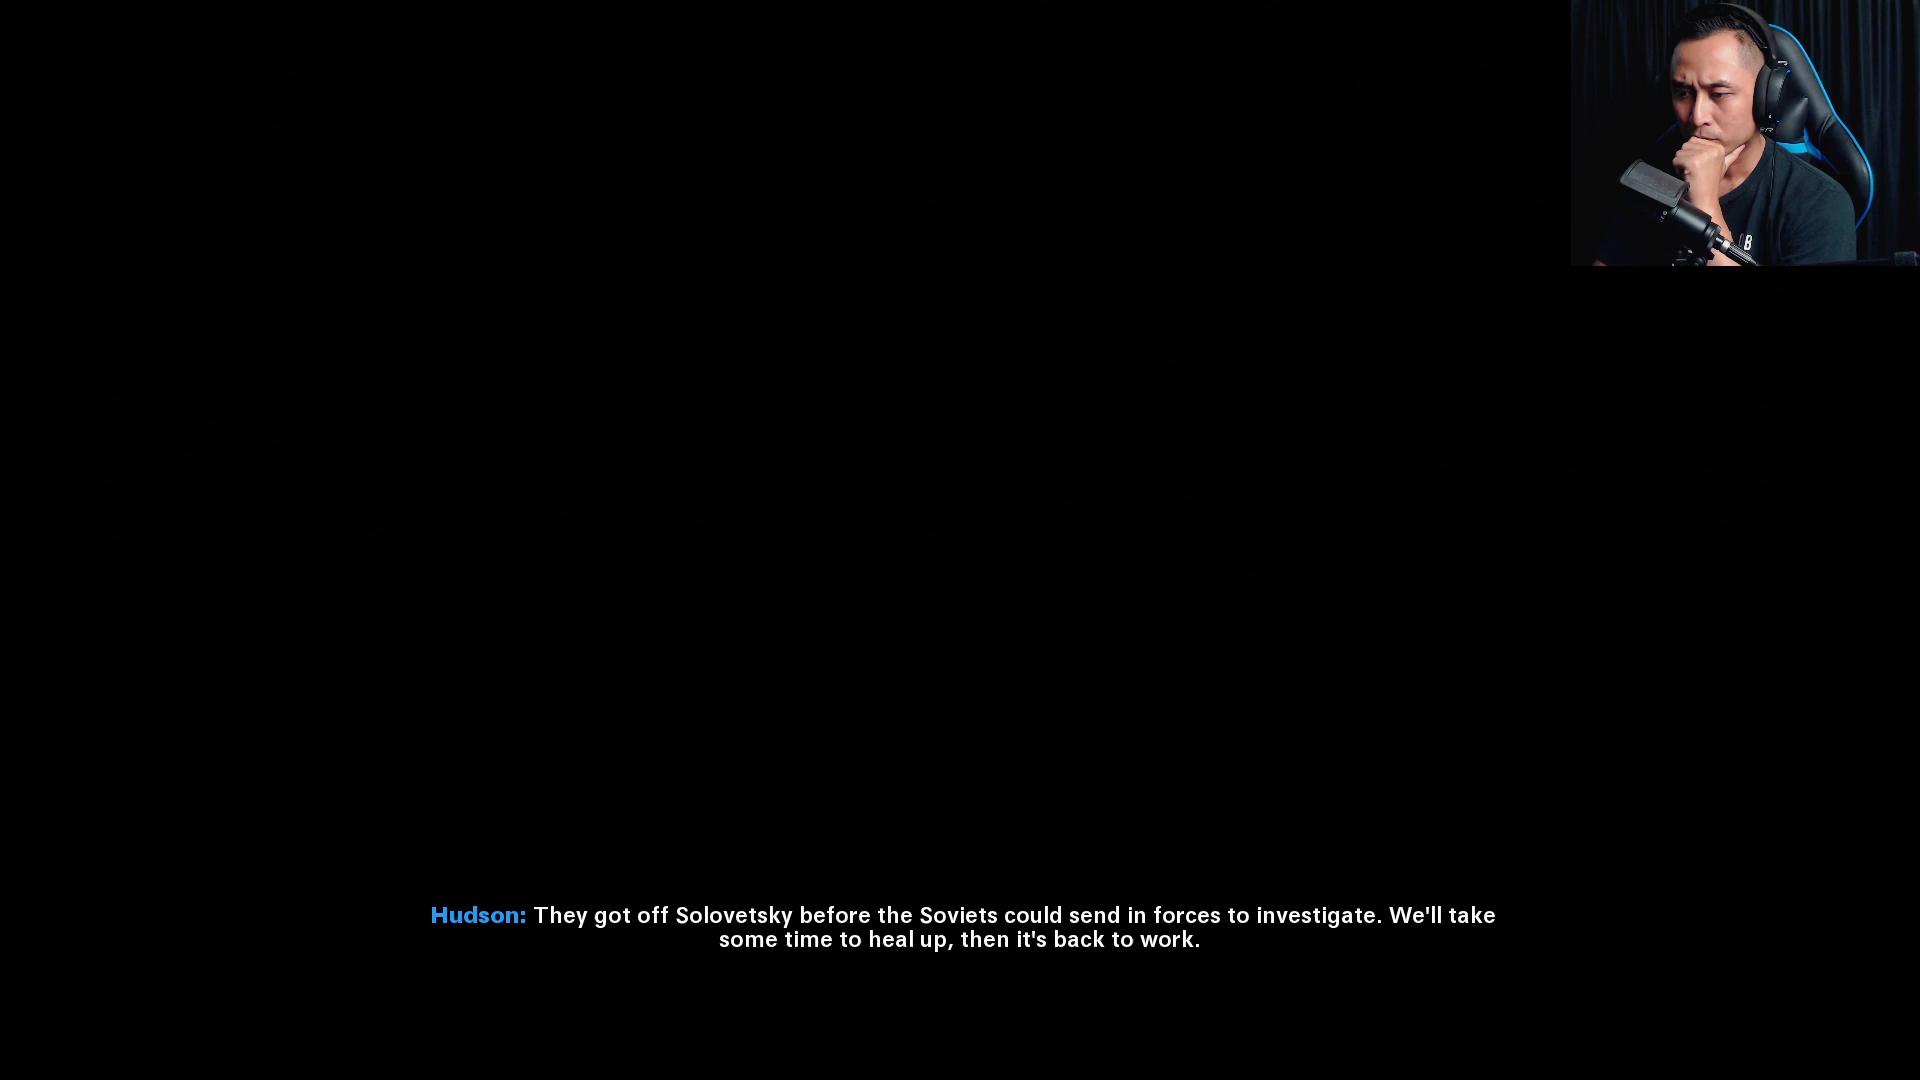 Hudson: They got off Solovetsky before the Soviets could send in forces to investigate. We'll take
some time to heal up, then it's back to work.
B